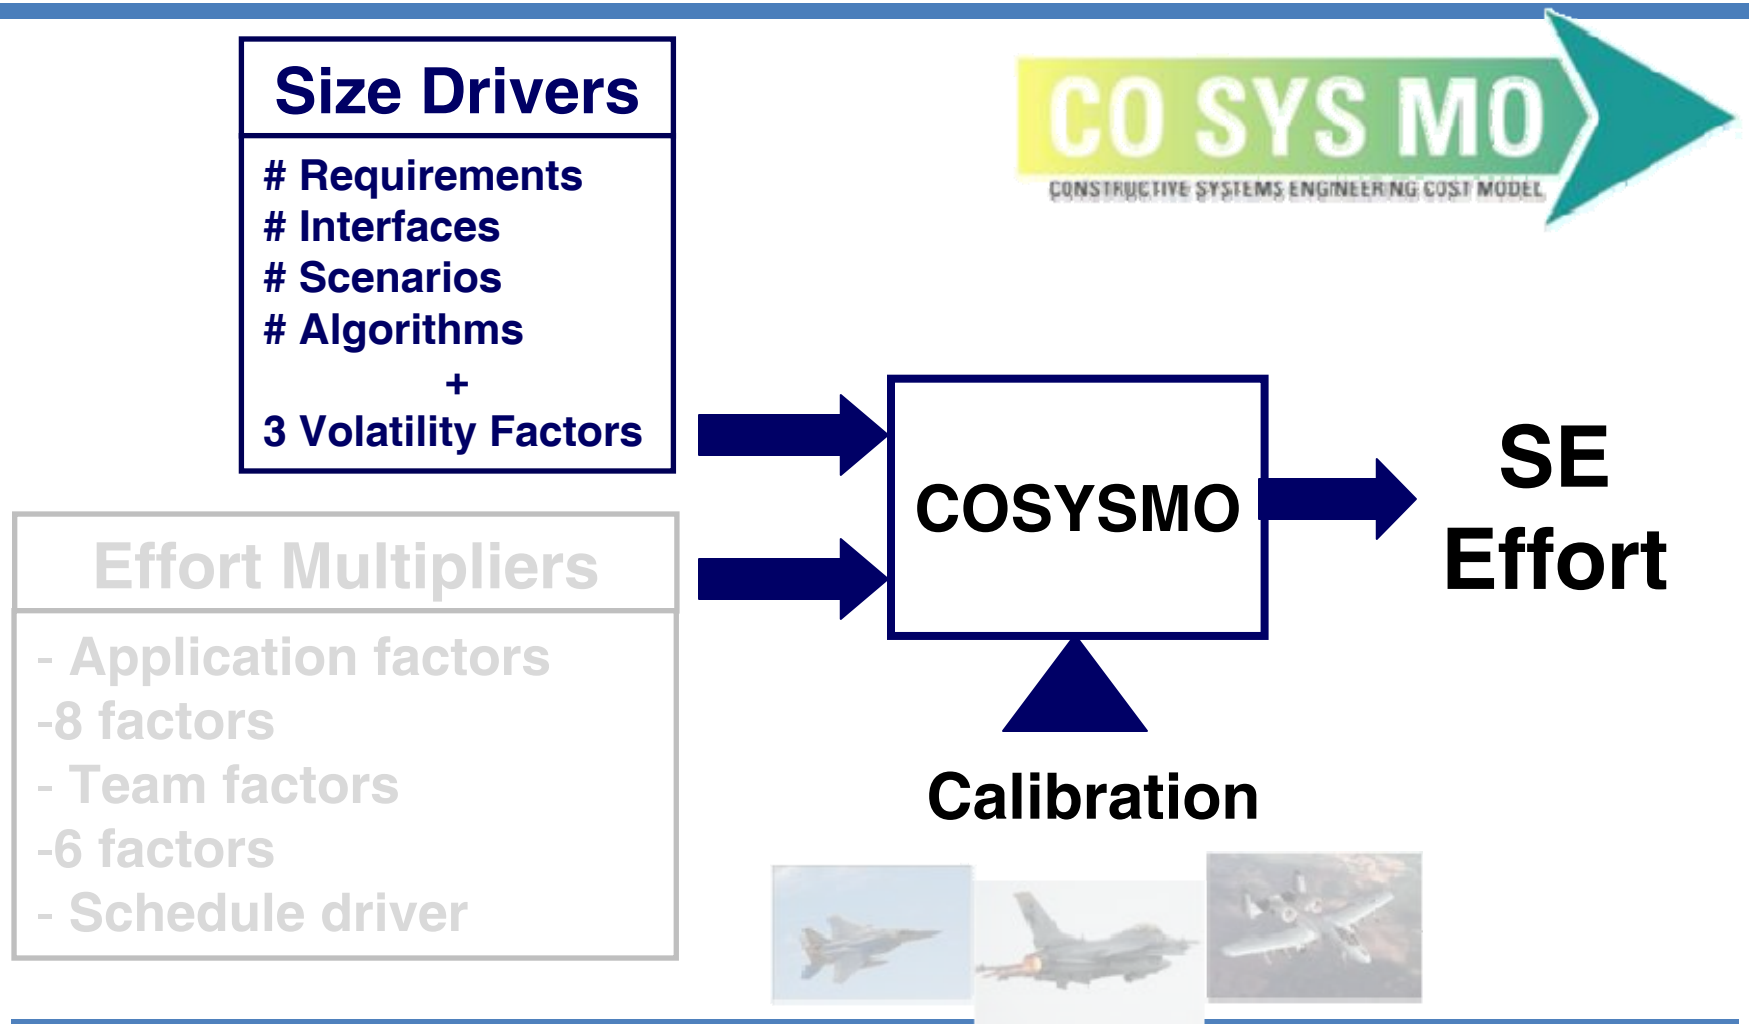 Size Drivers
# Requirements
# Interfaces
# Scenarios
# Algorithms
+
3 Volatility Factors
CO SYS MO
CONSTRUCTIVE SYSTEMS ENGINEERING COST MODEL
Effort Multipliers
- Application factors
-8 factors
- Team factors
-6 factors
- Schedule driver
COSYSMO
SE
Effort
Calibration